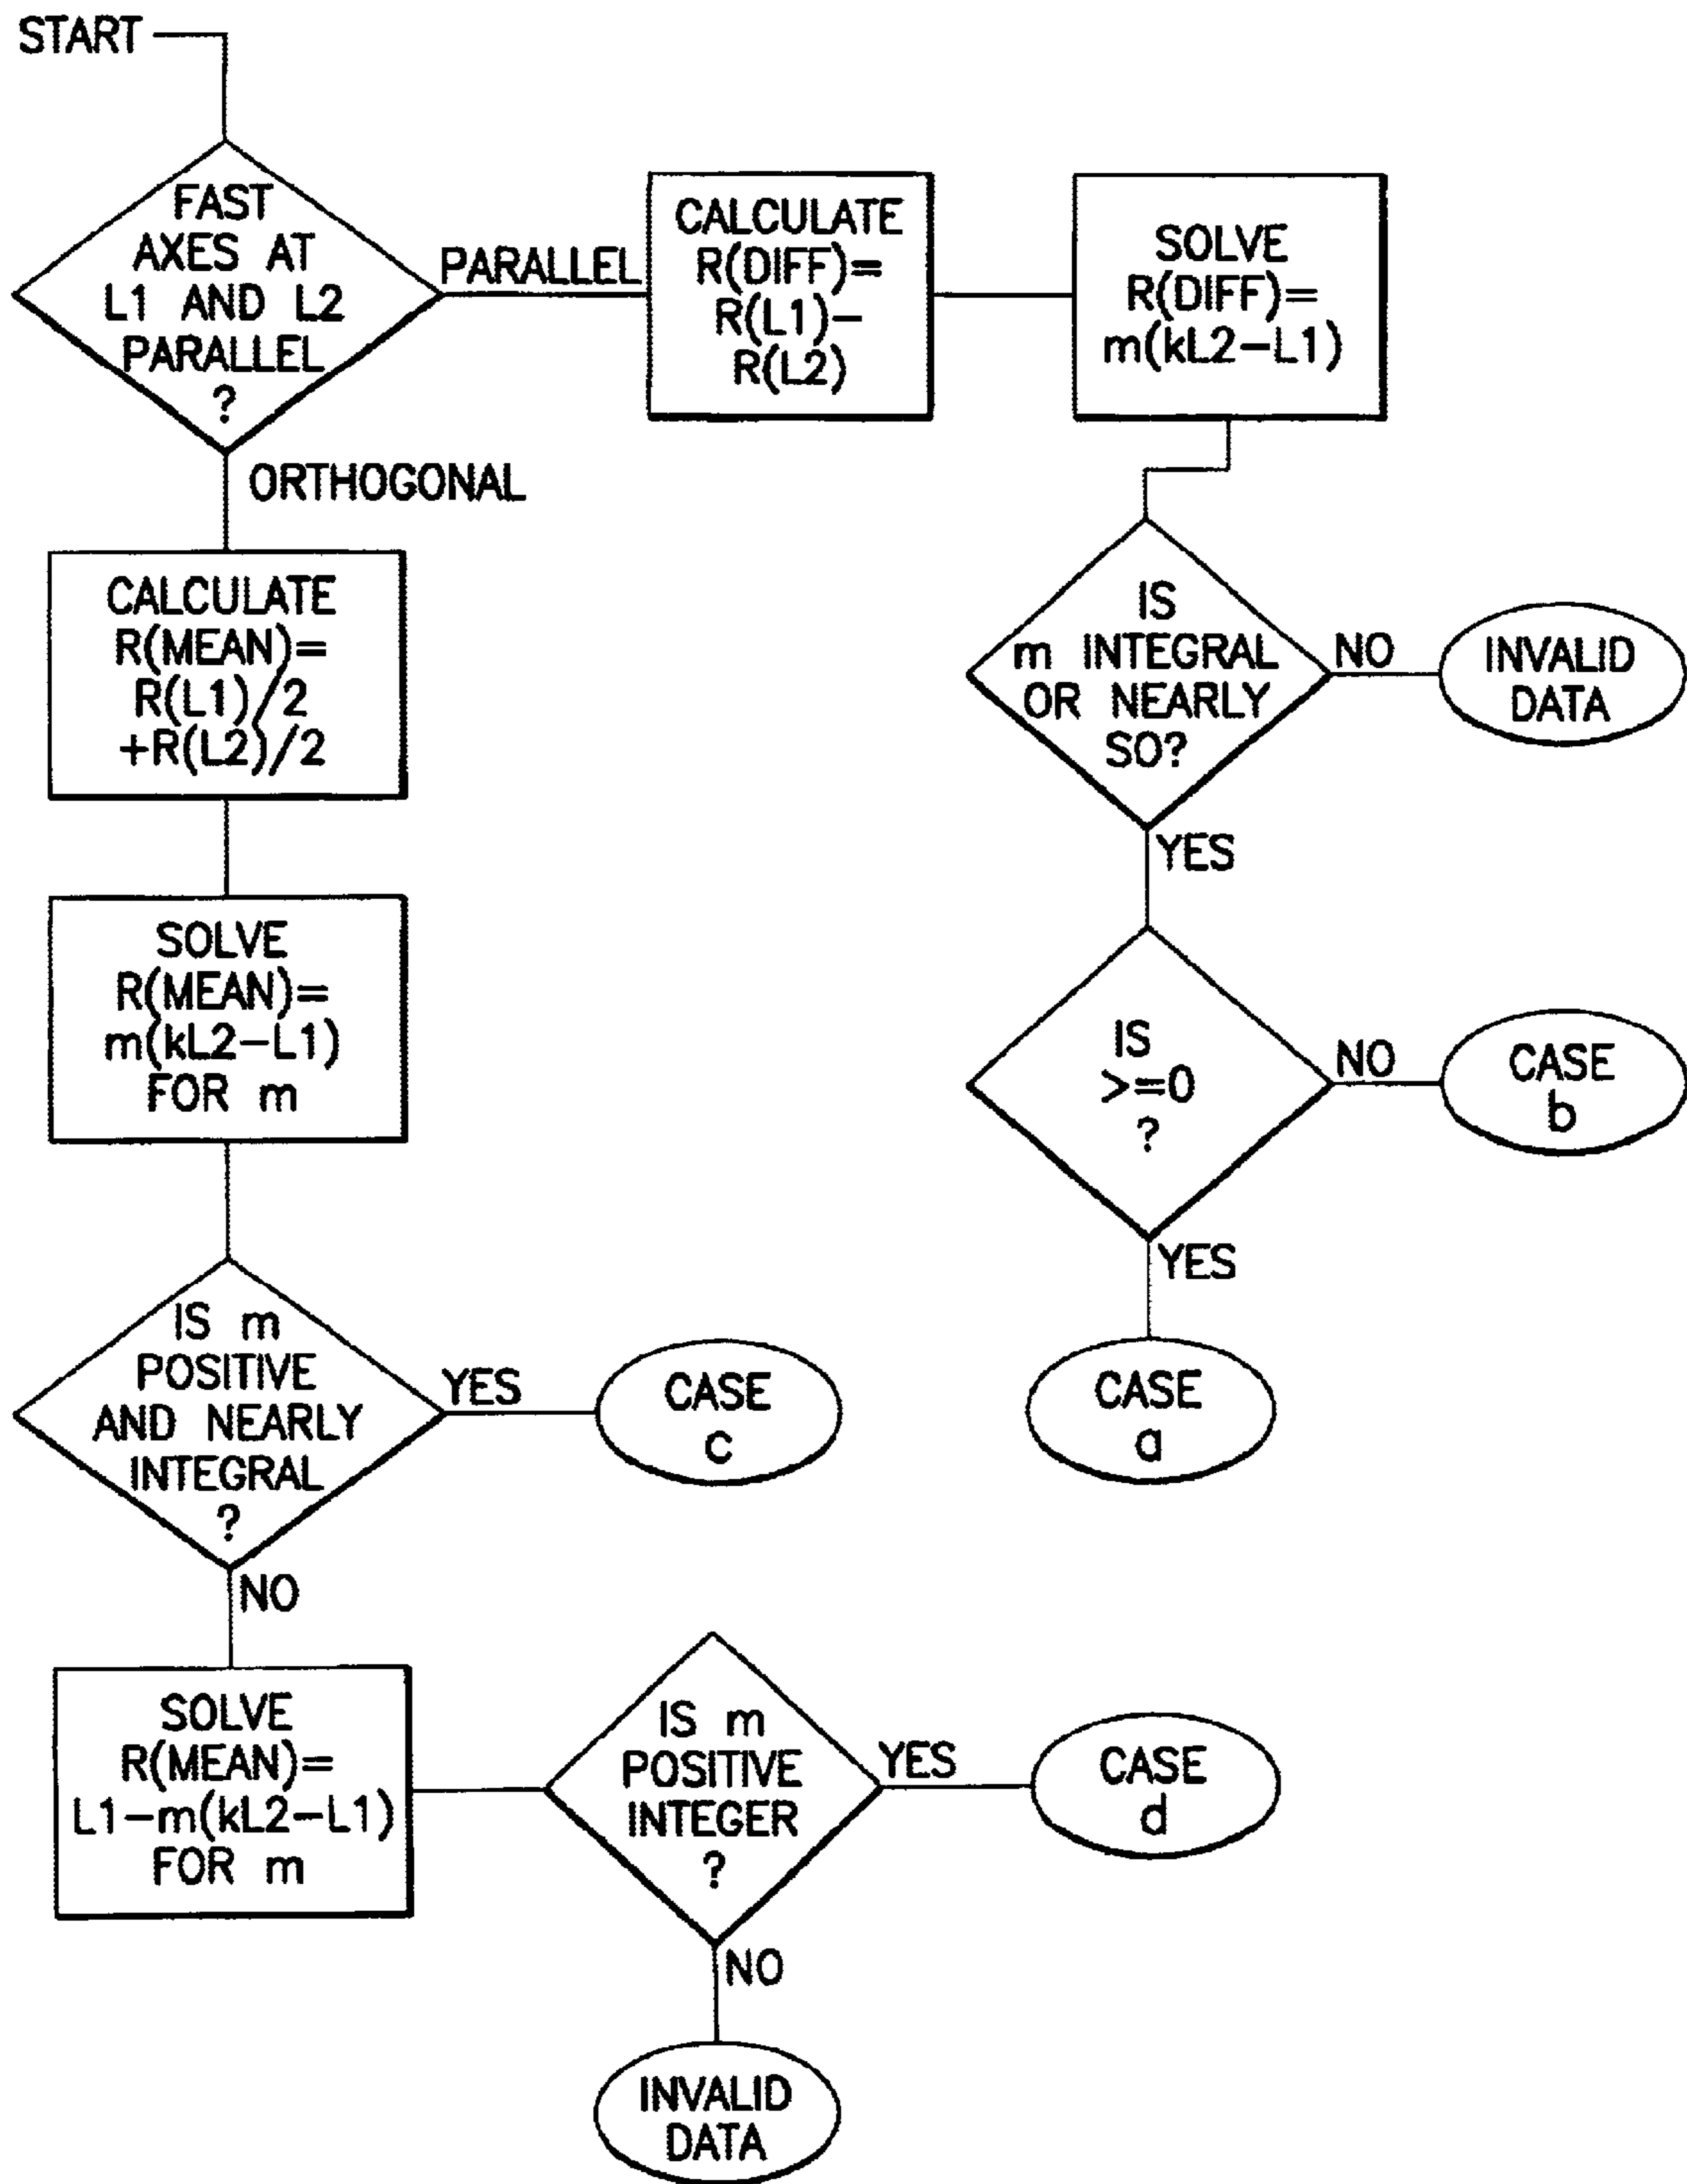 START
FAST
AXES AT
L1 AND L2
PARALLEL
?
PARALLEL
CALCULATE
R(DIFF)=
R(L1)-
R(L2)
SOLVE
R(DIFF)=
m(kL2-L1)
IS
m INTEGRAL
OR NEARLY
SO?
NO
INVALID
DATA
YES
IS
>=0
?
NO
CASE
b
YES
CASE
a
ORTHOGONAL
CALCULATE
R(MEAN)=
R(L1)/2
+R(L2)/2
SOLVE
R(MEAN)=
m(kL2-L1)
FOR m
IS m
POSITIVE
AND NEARLY
INTEGRAL
?
YES
CASE
c
NO
SOLVE
R(MEAN)=
L1-m(kL2-L1)
FOR m
IS m
POSITIVE
INTEGER
?
YES
CASE
d
NO
INVALID
DATA